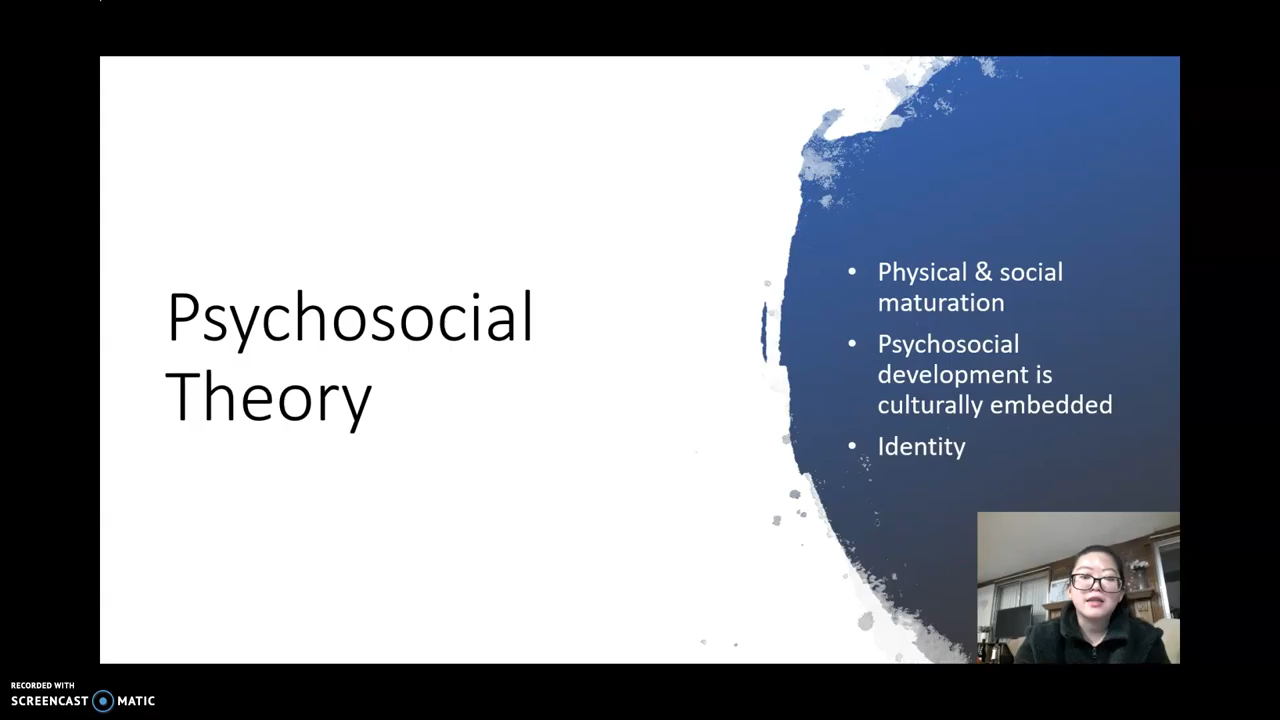 Psychosocial
Theory
• Physical & social
maturation
• Psychosocial
development is
culturally embedded
• Identity
RECORDED WITH
SCREENCAST MATIC